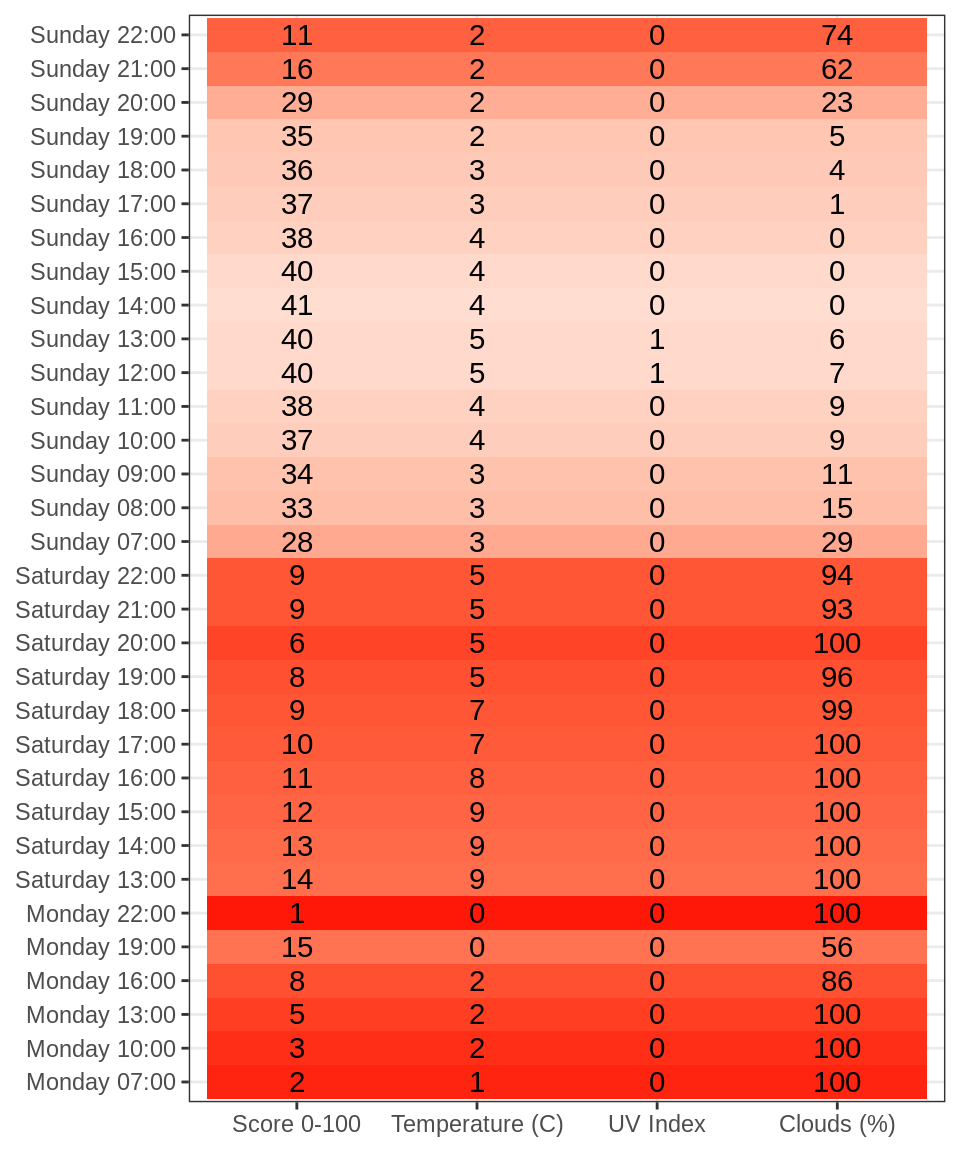 Sunday 22:00 11 2 0 74
Sunday 21:00 16 2 0 62
Sunday 20:00 29 2 0 23
Sunday 19:00 35 2 0 5
Sunday 18:00 36 3 0 4
Sunday 17:00 37 3 0 1
Sunday 16:00 38 4 0 0
Sunday 15:00 40 4 0 0
Sunday 14:00 41 4 0 0
Sunday 13:00 40 5 1 6
Sunday 12:00 40 5 1 7
Sunday 11:00 38 4 0 9
Sunday 10:00 37 4 0 9
Sunday 09:00 34 3 0 11
Sunday 08:00 33 3 0 15
Sunday 07:00 28 3 0 29
Saturday 22:00 9 5 0 94
Saturday 21:00 9 5 0 93
Saturday 20:00 6 5 0 100
Saturday 19:00 8 5 0 96
Saturday 18:00 9 7 0 99
Saturday 17:00 10 7 0 100
Saturday 16:00 11 8 0 100
Saturday 15:00 12 9 0 100
Saturday 14:00 13 9 0 100
Saturday 13:00 14 9 0 100
Monday 22:00 1 0 0 100
Monday 19:00 15 0 0 56
Monday 16:00 8 2 0 86
Monday 13:00 5 2 0 100
Monday 10:00 3 2 0 100
Monday 07:00 2 1 0 100
Score 0-100 Temperature (C) UV Index Clouds (%)